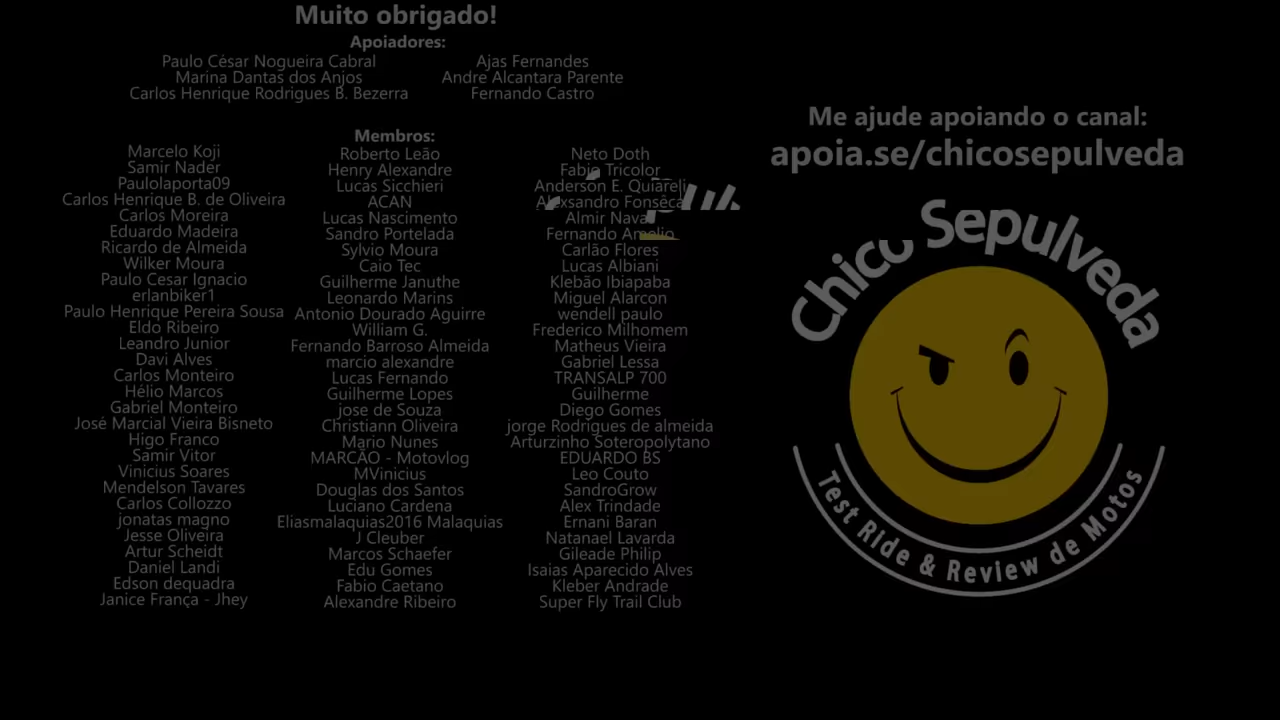 Muito obrigado!
Apoiadores:
Paulo César Nogueira Cabral
Marina Dantas dos Anjos
Carlos Henrique Rodrigues B. Bezerra
Ajas Fernandes
Andre Alcantara Parente
Fernando Castro
Membros:
Marcelo Koji
Samir Nader
Paulolaporta09
Carlos Henrique B. de Oliveira
Carlos Moreira
Eduardo Madeira
Ricardo de Almeida
Wilker Moura
Paulo Cesar Ignacio
erlanbiker1
Paulo Henrique Pereira Sousa
Eldo Ribeiro
Leandro Junior
Davi Alves
Carlos Monteiro
Hélio Marcos
Gabriel Monteiro
José Marcial Vieira Bisneto
Higo Franco
Samir Vitor
Vinicius Soares
Mendelson Tavares
Carlos Collozzo
jonatas magno
Jesse Oliveira
Artur Scheidt
Daniel Landi
Edson dequadra
Janice França - Jhey
Roberto Leão
Henry Alexandre
Lucas Sicchieri
ACAN
Lucas Nascimento
Sandro Portelada
Sylvio Moura
Caio Tec
Guilherme Januthe
Leonardo Marins
Antonio Dourado Aguirre
William G.
Fernando Barroso Almeida
marcio alexandre
Lucas Fernando
Guilherme Lopes
jose de Souza
Christiann Oliveira
Mario Nunes
MARCÃO - Motovlog
MVinicius
Douglas dos Santos
Luciano Cardena
Eliasmalaquias2016 Malaquias
J Cleuber
Marcos Schaefer
Edu Gomes
Fabio Caetano
Alexandre Ribeiro
Neto Doth
Fabio Tricolor
Anderson E. Quiareli
Alexsandro Fonsêca
Almir Nava
Fernando Amelio
Carlão Flores
Lucas Albiani
Klebão Ibiapaba
Miguel Alarcon
wendell paulo
Frederico Milhomem
Matheus Vieira
Gabriel Lessa
TRANSALP 700
Guilherme
Diego Gomes
jorge Rodrigues de almeida
Arturzinho Soteropolytano
EDUARDO BS
Leo Couto
SandroGrow
Alex Trindade
Ernani Baran
Natanael Lavarda
Gileade Philip
Isaias Aparecido Alves
Kleber Andrade
Super Fly Trail Club
Me ajude apoiando o canal:
apoia.se/chicosepulveda
Chico Sepulveda
Test Ride & Review de Motos